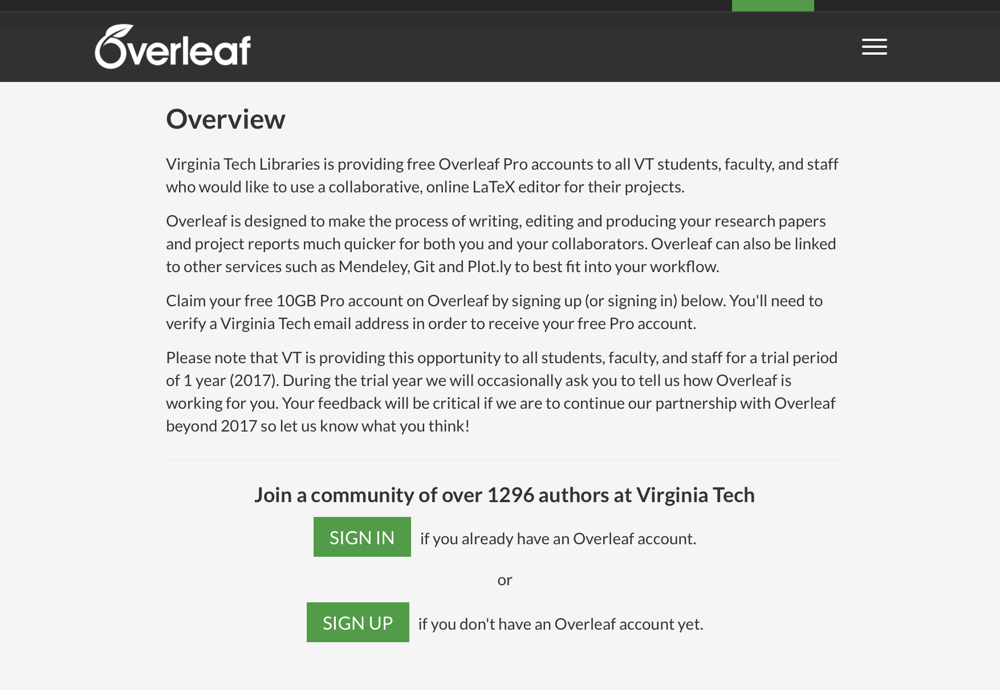 Overleaf
Overview
Virginia Tech Libraries is providing free Overleaf Pro accounts to all VT students, faculty, and staff
who would like to use a collaborative, online LaTeX editor for their projects.
Overleaf is designed to make the process of writing, editing and producing your research papers
and project reports much quicker for both you and your collaborators. Overleaf can also be linked
to other services such as Mendeley, Git and Plot.ly to best fit into your workflow.
Claim your free 10GB Pro account on Overleaf by signing up (or signing in) below. You'll need to
verify a Virginia Tech email address in order to receive your free Pro account.
Please note that VT is providing this opportunity to all students, faculty, and staff for a trial period
of 1 year (2017). During the trial year we will occasionally ask you to tell us how Overleaf is
working for you. Your feedback will be critical if we are to continue our partnership with Overleaf
beyond 2017 so let us know what you think!
Join a community of over 1296 authors at Virginia Tech
SIGN IN if you already have an Overleaf account.
or
SIGN UP if you don't have an Overleaf account yet.